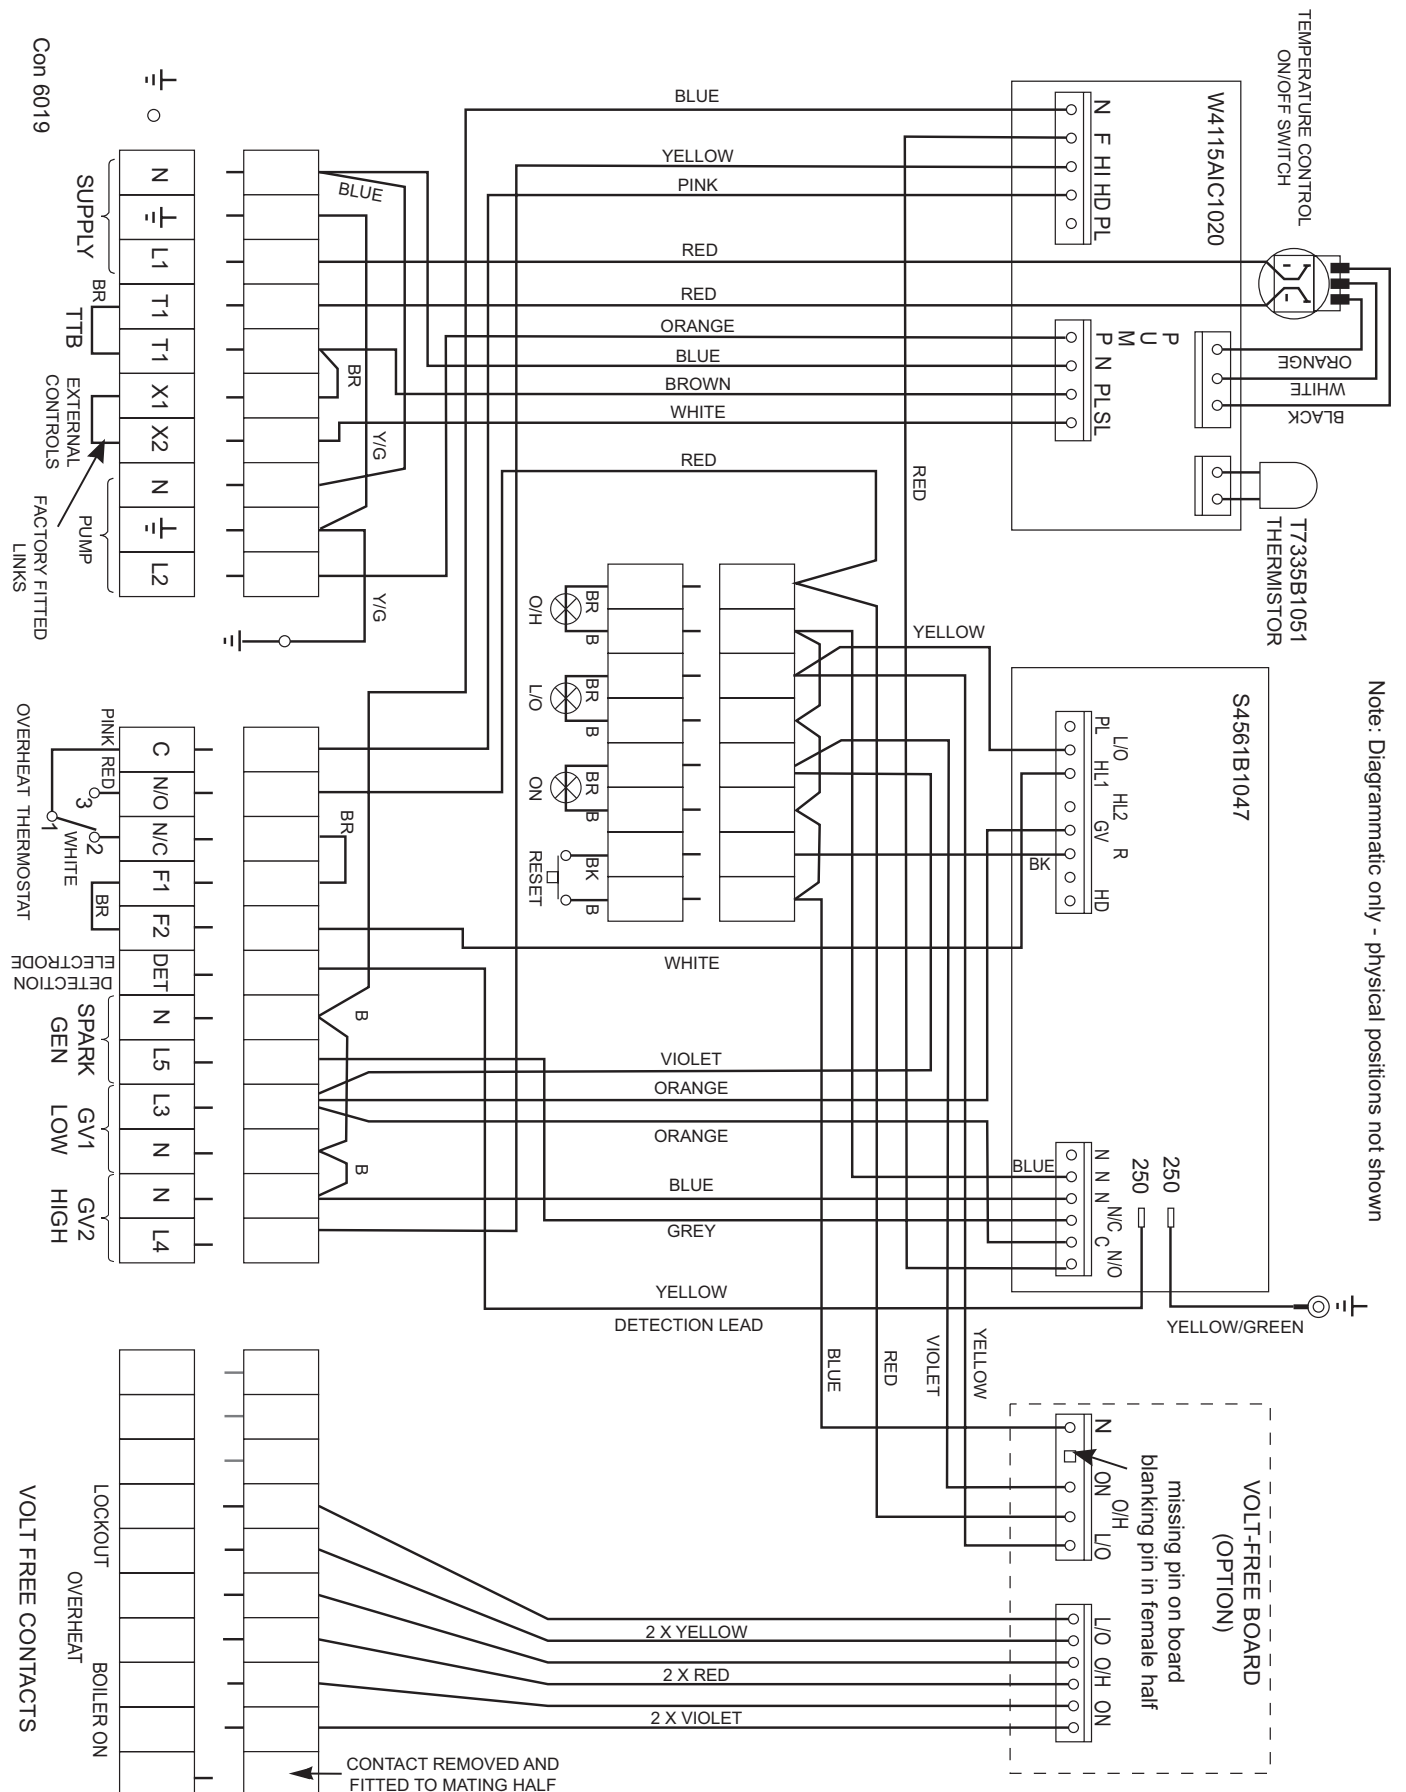 Con 6019
SUPPLY
N
L1
T1
T1
X1
X2
N
L2
BR
TTB
EXTERNAL
CONTROLS
PUMP
FACTORY FITTED
LINKS
BLUE
BR
Y/G
Y/G
BLUE
YELLOW
PINK
RED
RED
ORANGE
BLUE
BROWN
WHITE
RED
RED
TEMPERATURE CONTROL
ON/OFF SWITCH
W4115AIC1020
N
F
HI
HD
PL
P
U
M
P
N
PL
SL
ORANGE
WHITE
BLACK
T7335B1051
THERMISTOR
Note: Diagrammatic only - physical positions not shown
O/H
BR
B
L/O
BR
B
ON
BR
B
RESET
BK
B
YELLOW
S4561B1047
PL
L/O
HL1
HL2
GV
R
HD
BK
OVERHEAT THERMOSTAT
PINK
RED
WHITE
1
2
3
BR
C
N/O
N/C
F1
F2
DET
N
L5
L3
N
N
L4
DETECTION
ELECTRODE
SPARK
GEN
GV1
LOW
GV2
HIGH
BR
B
B
WHITE
VIOLET
ORANGE
ORANGE
BLUE
GREY
YELLOW
DETECTION LEAD
BLUE
N
N
N
N/C
C
N/O
250
250
YELLOW/GREEN
BLUE
RED
VIOLET
YELLOW
N
ON
O/H
L/O
missing pin on board
blanking pin in female half
VOLT-FREE BOARD
(OPTION)
L/O
O/H
ON
2 X YELLOW
2 X RED
2 X VIOLET
LOCKOUT
OVERHEAT
BOILER ON
VOLT FREE CONTACTS
CONTACT REMOVED AND
FITTED TO MATING HALF